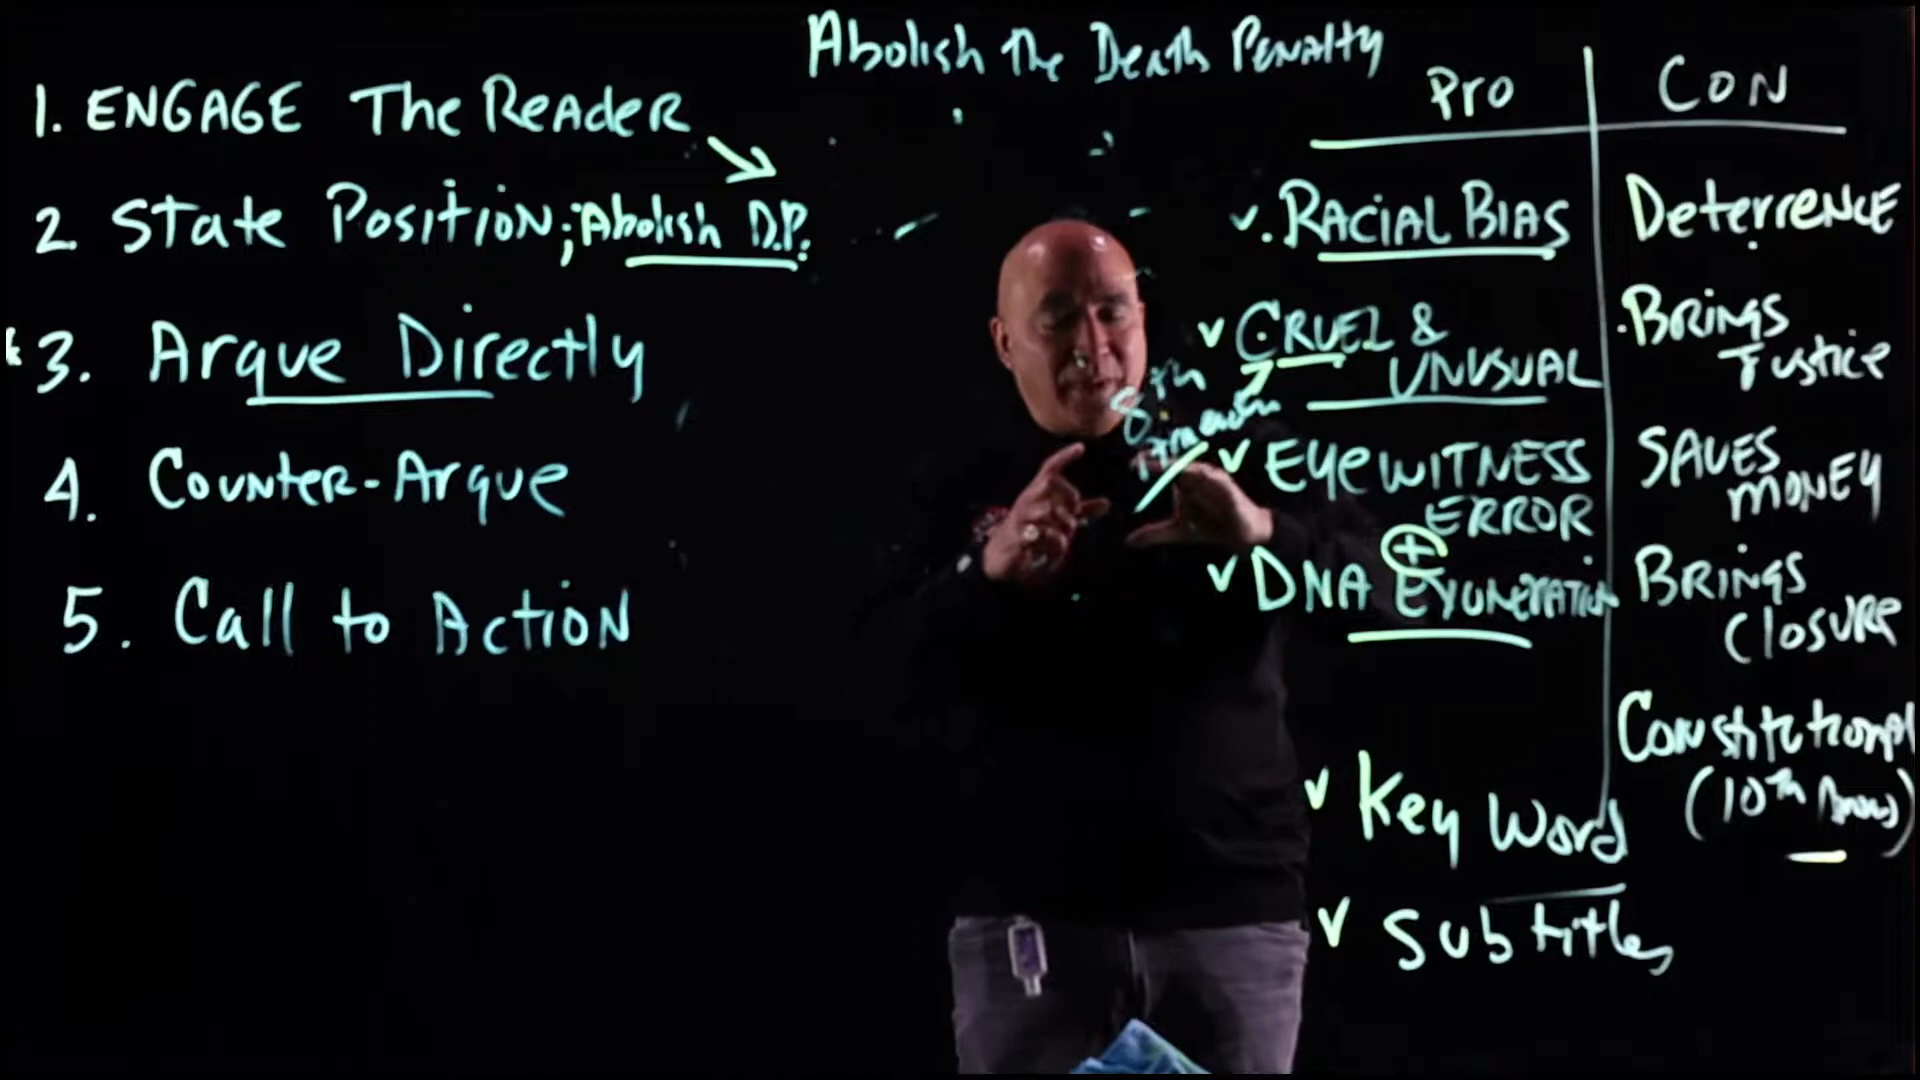 Abolish The Death Penalty
1. ENGAGE The Reader
2 State Position; Abolish D.P.
3. Argue Directly
4. Counter-Argue
5. Call to Action
Pro
Con
Racial Bias
Cruel &
Unusual
8th
Eyewitness
Error
+
DNA Exoneration
Key Word
Subtitles
Deterrence
Brings
Justice
Saves
Money
Brings
Closure
Constitutional
(10th